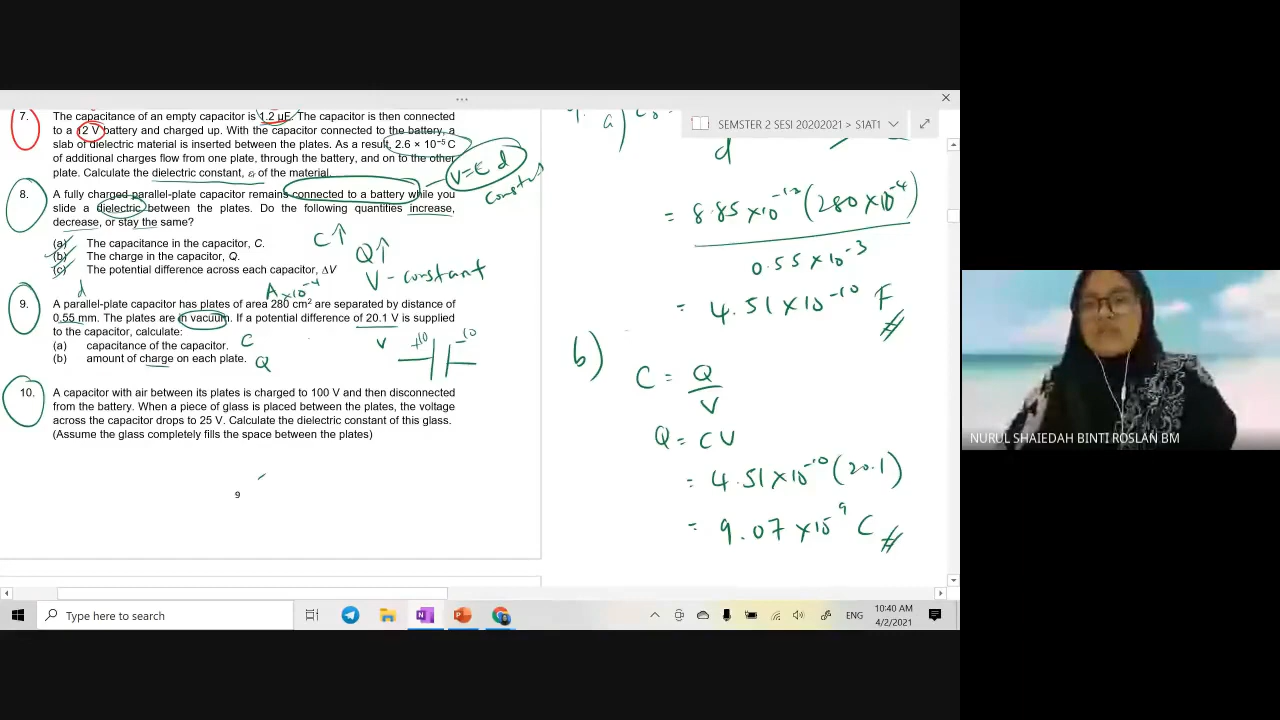 7. The capacitance of an empty capacitor is 1.2 μF. The capacitor is then connected
to a 12 V battery and charged up. With the capacitor connected to the battery, a
slab of dielectric material is inserted between the plates. As a result, 2.6 × 10⁻⁵ C
of additional charges flow from one plate, through the battery, and on to the other
plate. Calculate the dielectric constant, εr of the material.
constant
8. A fully charged parallel-plate capacitor remains connected to a battery while you
slide a dielectric between the plates. Do the following quantities increase,
decrease, or stay the same?
(a) The capacitance in the capacitor, C.
(b) The charge in the capacitor, Q.
(c) The potential difference across each capacitor, ΔV
C↑
Q↑
V - constant
d
A ×10⁻⁴
9. A parallel-plate capacitor has plates of area 280 cm² are separated by distance of
0.55 mm. The plates are in vacuum. If a potential difference of 20.1 V is supplied
to the capacitor, calculate:
(a) capacitance of the capacitor. C
(b) amount of charge on each plate. Q
V
+10 -10
10. A capacitor with air between its plates is charged to 100 V and then disconnected
from the battery. When a piece of glass is placed between the plates, the voltage
across the capacitor drops to 25 V. Calculate the dielectric constant of this glass.
(Assume the glass completely fills the space between the plates)
9
a)
SEMSTER 2 SESI 20202021 > S1AT1
d
= 8.85×10⁻¹² (280×10⁻⁴)
0.55 × 10⁻³
= 4.51 × 10⁻¹⁰ F
b)
C = Q
V
Q = CV
= 4.51×10⁻¹⁰ (20.1)
= 9.07 ×10⁹ C
NURUL SHAIEDAH BINTI ROSLAN BM
Type here to search
ENG
10:40 AM
4/2/2021